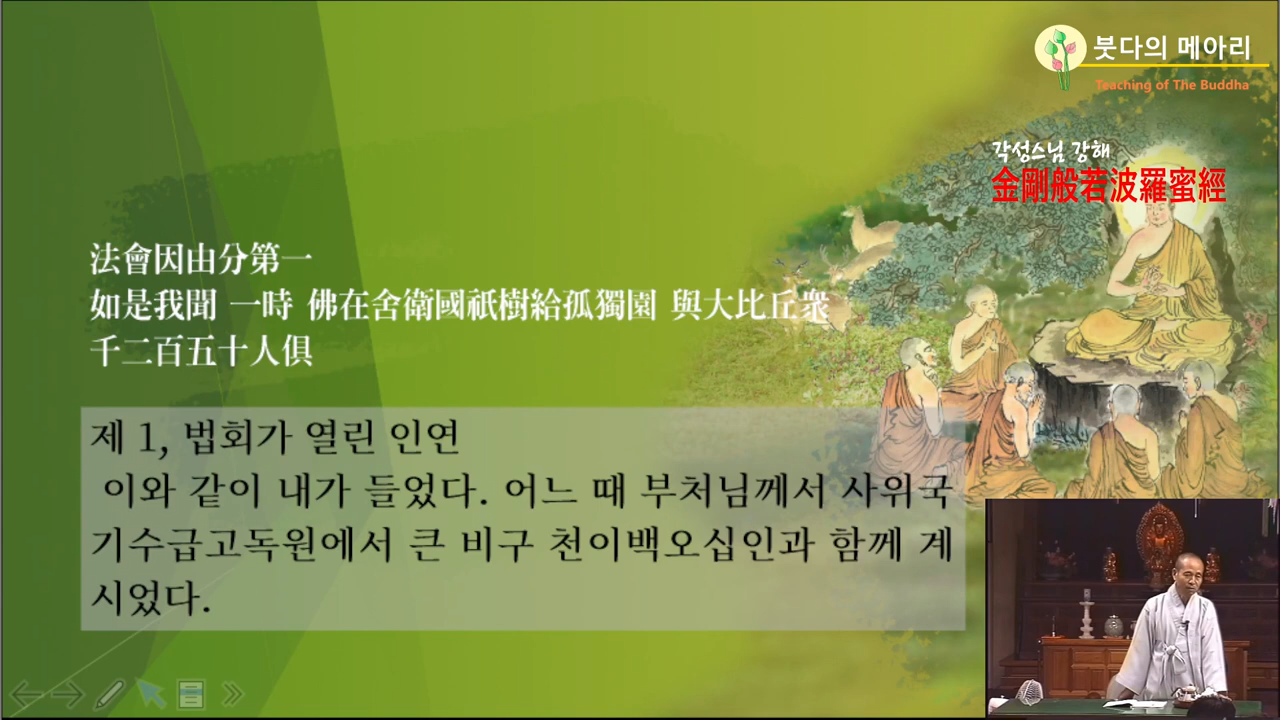 붓다의 메아리
Teaching of The Buddha
각성스님 강해
金剛般若波羅蜜經
法會因由分第一
如是我聞 一時 佛在舍衛國祇樹給孤獨園 與大比丘衆
千二百五十人俱
제 1, 법회가 열린 인연
이와 같이 내가 들었다. 어느 때 부처님께서 사위국
기수급고독원에서 큰 비구 천이백오십인과 함께 계
시었다.